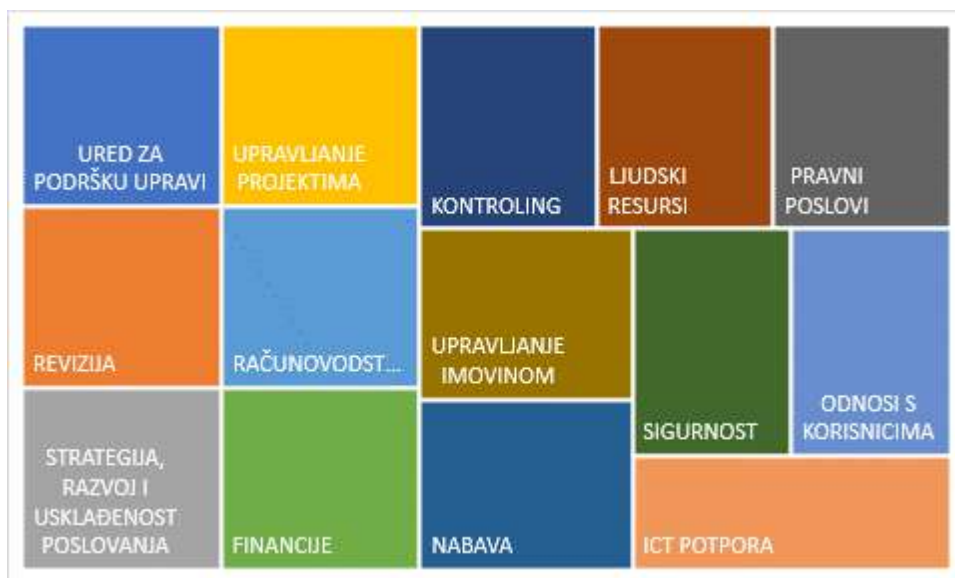 URED ZA
PODRŠKU UPRAVI
UPRAVLJANJE
PROJEKTIMA
KONTROLING
LJUDSKI
RESURSI
PRAVNI
POSLOVI
REVIZIJA
RAČUNOVODST...
UPRAVLJANJE
IMOVINOM
SIGURNOST
ODNOSI S
KORISNICIMA
STRATEGIJA,
RAZVOJ I
USKLAĐENOST
POSLOVANJA
FINANCIJE
NABAVA
ICT POTPORA